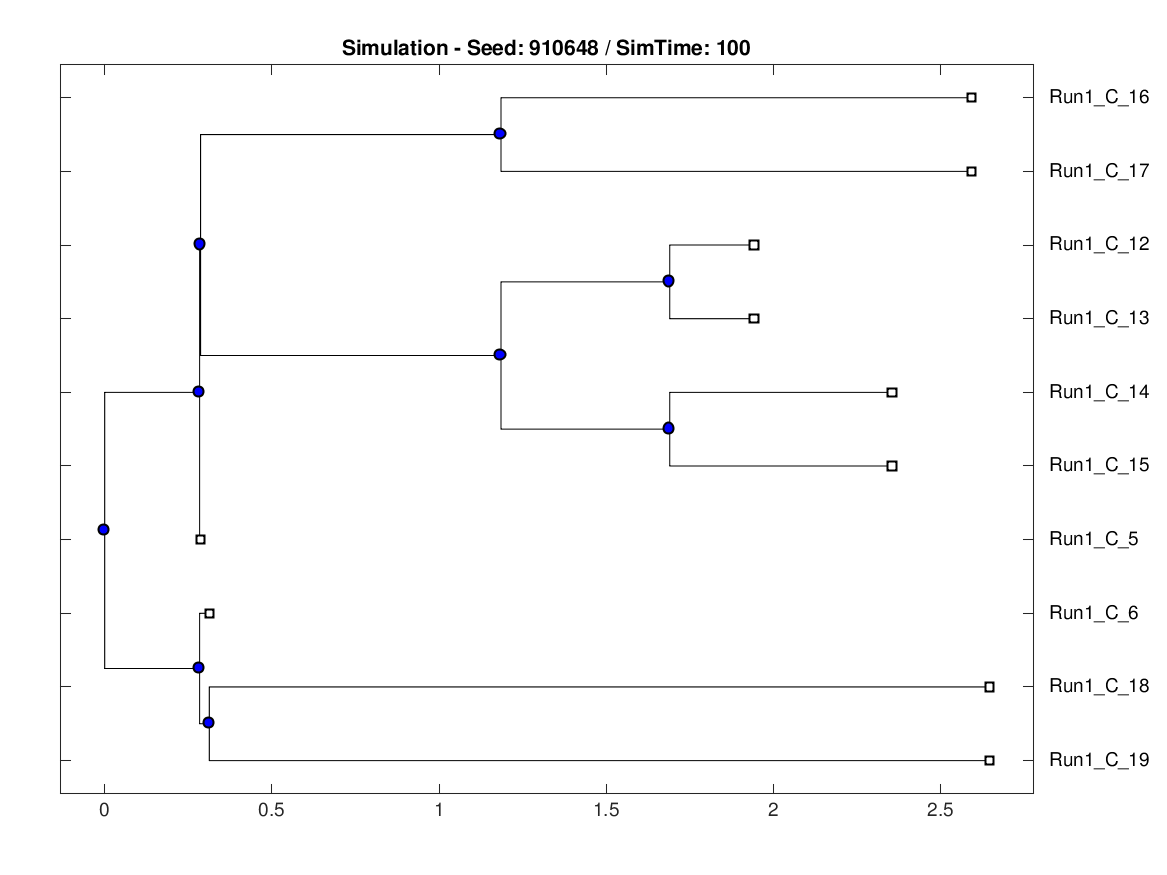 Simulation - Seed: 910648 / SimTime: 100
Run1_C_16
Run1_C_17
Run1_C_12
Run1_C_13
Run1_C_14
Run1_C_15
Run1_C_5
Run1_C_6
Run1_C_18
Run1_C_19
0 0.5 1 1.5 2 2.5